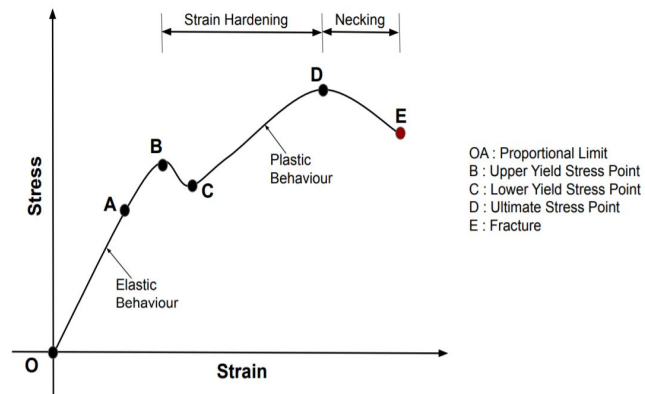 Strain Hardening
Necking
D
E
B
C
A
Plastic
Behaviour
Elastic
Behaviour
Stress
O
Strain
OA : Proportional Limit
B : Upper Yield Stress Point
C : Lower Yield Stress Point
D : Ultimate Stress Point
E : Fracture